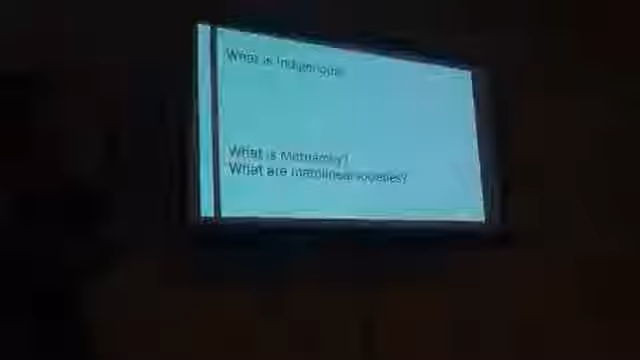 What is Indigenous
What is Matriarchy?
What are matrilineal societies?